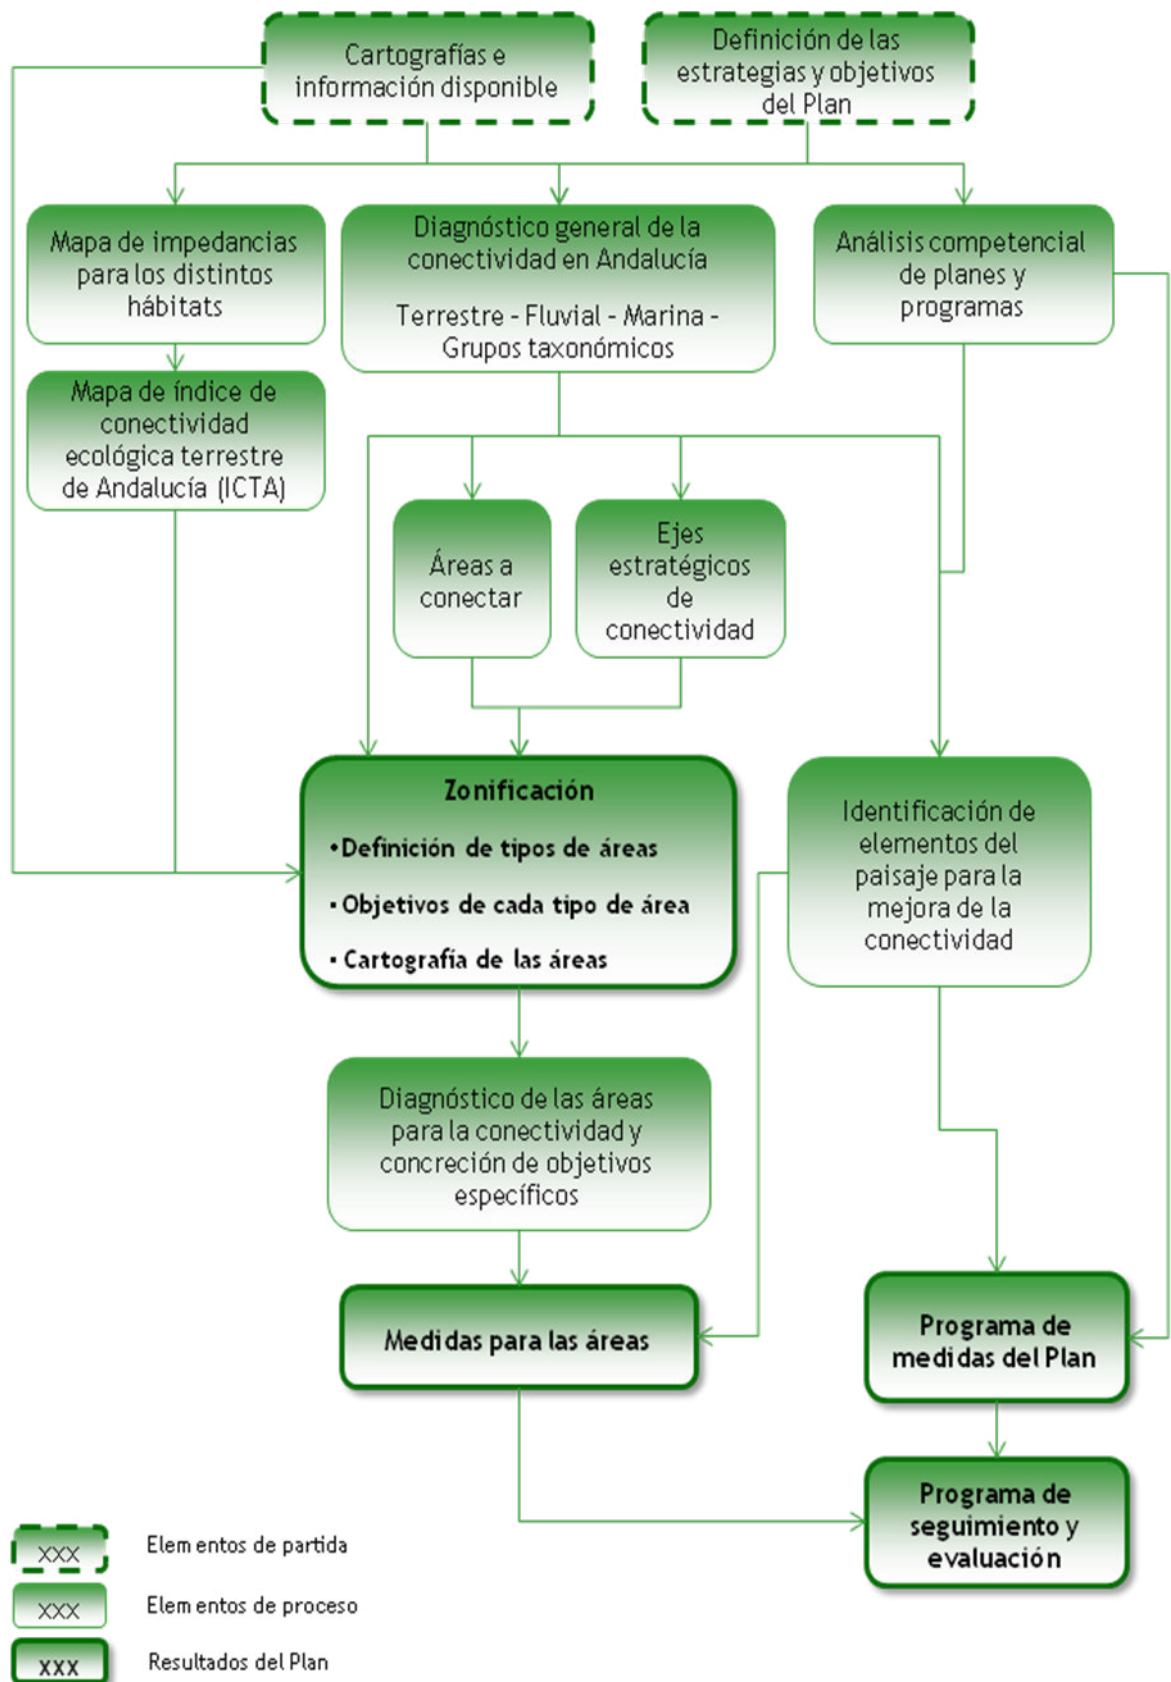 Cartografías e
información disponible
Definición de las
estrategias y objetivos
del Plan
Mapa de impedancias
para los distintos
hábitats
Diagnóstico general de la
conectividad en Andalucía
Terrestre - Fluvial - Marina -
Grupos taxonómicos
Análisis competencial
de planes y
programas
Mapa de índice de
conectividad
ecológica terrestre
de Andalucía (ICTA)
Áreas a
conectar
Ejes
estratégicos
de
conectividad
Zonificación
• Definición de tipos de áreas
• Objetivos de cada tipo de área
• Cartografía de las áreas
Identificación de
elementos del
paisaje para la
mejora de la
conectividad
Diagnóstico de las áreas
para la conectividad y
concreción de objetivos
específicos
Medidas para las áreas
Programa de
medidas del Plan
Programa de
seguimiento y
evaluación
xxx Elementos de partida
xxx Elementos de proceso
xxx Resultados del Plan